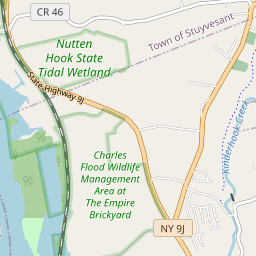 CR 46
Nutten
Hook State
Tidal Wetland
Town of Stuyvesant
State Highway 9J
Kinderhook Creek
Charles
Flood Wildlife
Management
Area at
The Empire
Brickyard
NY 9J